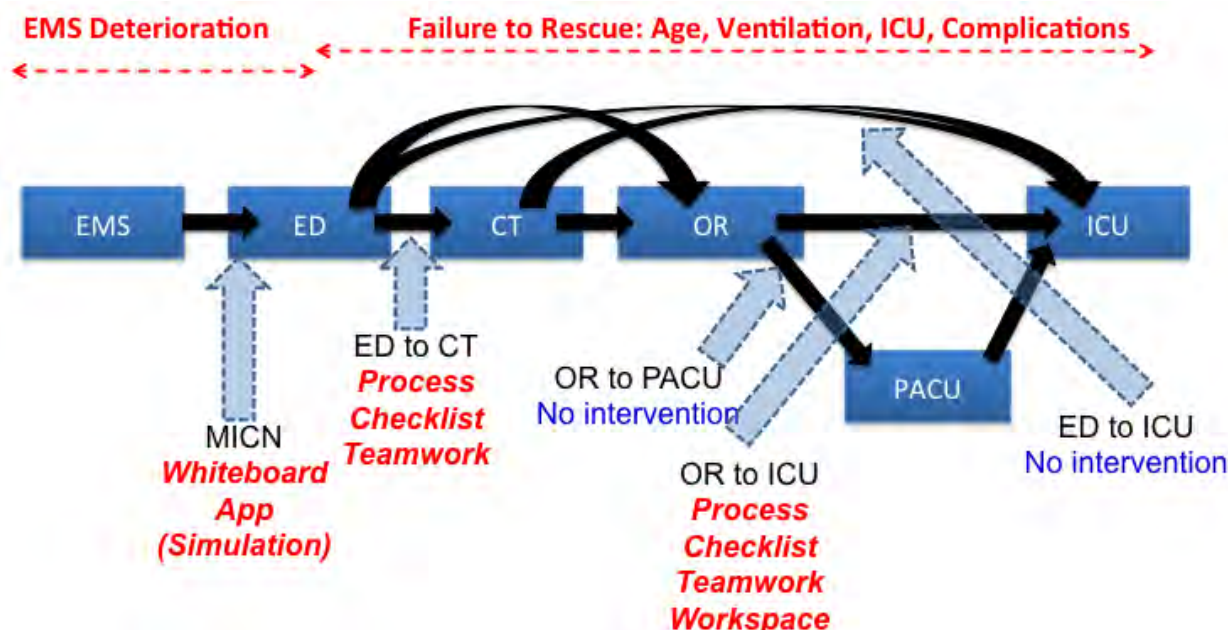 EMS Deterioration
Failure to Rescue: Age, Ventilation, ICU, Complications
EMS
ED
CT
OR
ICU
PACU
MICN
Whiteboard
App
(Simulation)
ED to CT
Process
Checklist
Teamwork
OR to PACU
No intervention
OR to ICU
Process
Checklist
Teamwork
Workspace
ED to ICU
No intervention